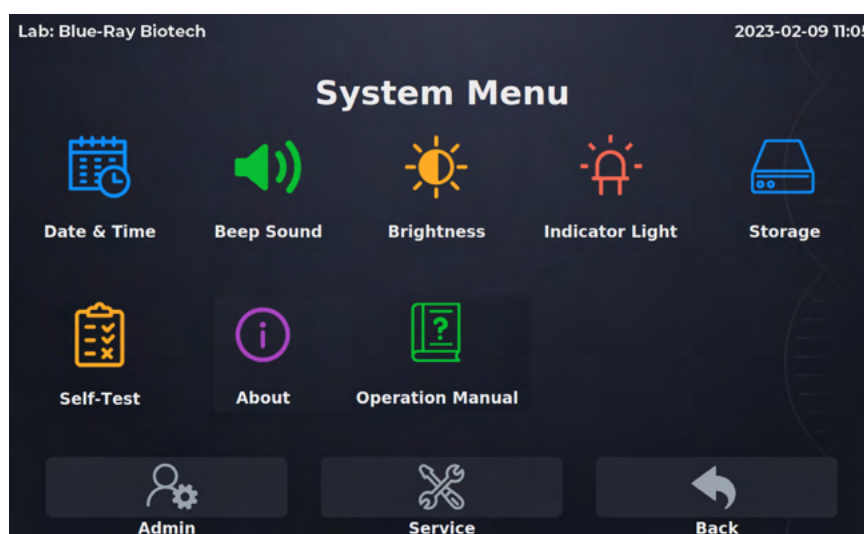 Lab: Blue-Ray Biotech 2023-02-09 11:05
System Menu
Date & Time Beep Sound Brightness Indicator Light Storage
Self-Test About Operation Manual
Admin Service Back